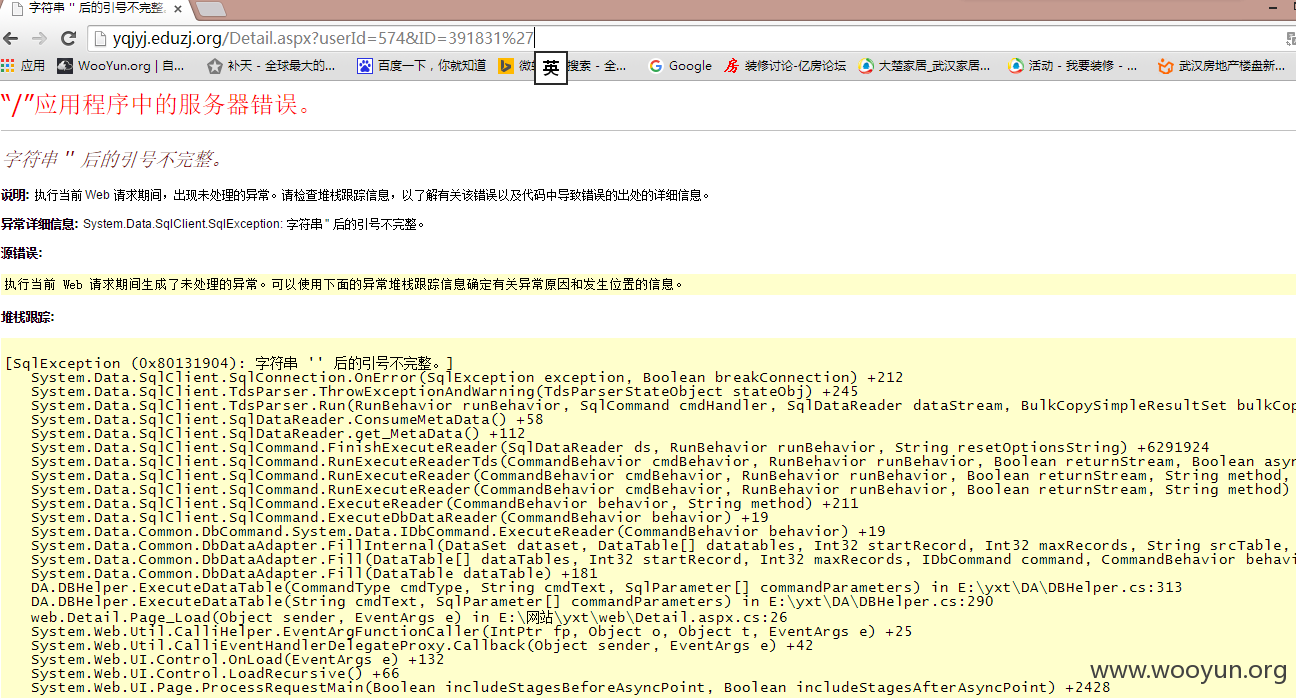 字符串 '' 后的引号不完整。
yqjyj.eduzj.org/Detail.aspx?userId=574&ID=391831%27
应用 WooYun.org | 自... 补天 - 全球最大的... 百度一下，你就知道 英 搜索 - 全... Google 房 装修讨论-亿房论坛 大楚家居_武汉家居... 活动 - 我要装修 - ... 武汉房地产楼盘新...
“/”应用程序中的服务器错误。
字符串 '' 后的引号不完整。
说明: 执行当前 Web 请求期间，出现未处理的异常。请检查堆栈跟踪信息，以了解有关该错误以及代码中导致错误的出处的详细信息。
异常详细信息: System.Data.SqlClient.SqlException: 字符串 '' 后的引号不完整。
源错误:
执行当前 Web 请求期间生成了未处理的异常。可以使用下面的异常堆栈跟踪信息确定有关异常原因和发生位置的信息。
堆栈跟踪:
[SqlException (0x80131904): 字符串 '' 后的引号不完整。]
System.Data.SqlClient.SqlConnection.OnError(SqlException exception, Boolean breakConnection) +212
System.Data.SqlClient.TdsParser.ThrowExceptionAndWarning(TdsParserStateObject stateObj) +245
System.Data.SqlClient.TdsParser.Run(RunBehavior runBehavior, SqlCommand cmdHandler, SqlDataReader dataStream, BulkCopySimpleResultSet bulkCop
System.Data.SqlClient.SqlDataReader.ConsumeMetaData() +58
System.Data.SqlClient.SqlDataReader.get_MetaData() +112
System.Data.SqlClient.SqlCommand.FinishExecuteReader(SqlDataReader ds, RunBehavior runBehavior, String resetOptionsString) +6291924
System.Data.SqlClient.SqlCommand.RunExecuteReaderTds(CommandBehavior cmdBehavior, RunBehavior runBehavior, Boolean returnStream, Boolean asyn
System.Data.SqlClient.SqlCommand.RunExecuteReader(CommandBehavior cmdBehavior, RunBehavior runBehavior, Boolean returnStream, String method,
System.Data.SqlClient.SqlCommand.RunExecuteReader(CommandBehavior cmdBehavior, RunBehavior runBehavior, Boolean returnStream, String method)
System.Data.SqlClient.SqlCommand.ExecuteReader(CommandBehavior behavior, String method) +211
System.Data.SqlClient.SqlCommand.ExecuteDbDataReader(CommandBehavior behavior) +19
System.Data.Common.DbCommand.System.Data.IDbCommand.ExecuteReader(CommandBehavior behavior) +19
System.Data.Common.DbDataAdapter.FillInternal(DataSet dataset, DataTable[] datatables, Int32 startRecord, Int32 maxRecords, String srcTable,
System.Data.Common.DbDataAdapter.Fill(DataTable[] dataTables, Int32 startRecord, Int32 maxRecords, IDbCommand command, CommandBehavior behavi
System.Data.Common.DbDataAdapter.Fill(DataTable dataTable) +181
DA.DBHelper.ExecuteDataTable(CommandType cmdType, String cmdText, SqlParameter[] commandParameters) in E:\yxt\DA\DBHelper.cs:313
DA.DBHelper.ExecuteDataTable(String cmdText, SqlParameter[] commandParameters) in E:\yxt\DA\DBHelper.cs:290
web.Detail.Page_Load(Object sender, EventArgs e) in E:\网站\yxt\web\Detail.aspx.cs:26
System.Web.Util.CalliHelper.EventArgFunctionCaller(IntPtr fp, Object o, Object t, EventArgs e) +25
System.Web.Util.CalliEventHandlerDelegateProxy.Callback(Object sender, EventArgs e) +42
System.Web.UI.Control.OnLoad(EventArgs e) +132
System.Web.UI.Control.LoadRecursive() +66
System.Web.UI.Page.ProcessRequestMain(Boolean includeStagesBeforeAsyncPoint, Boolean includeStagesAfterAsyncPoint) +2428
www.wooyun.org